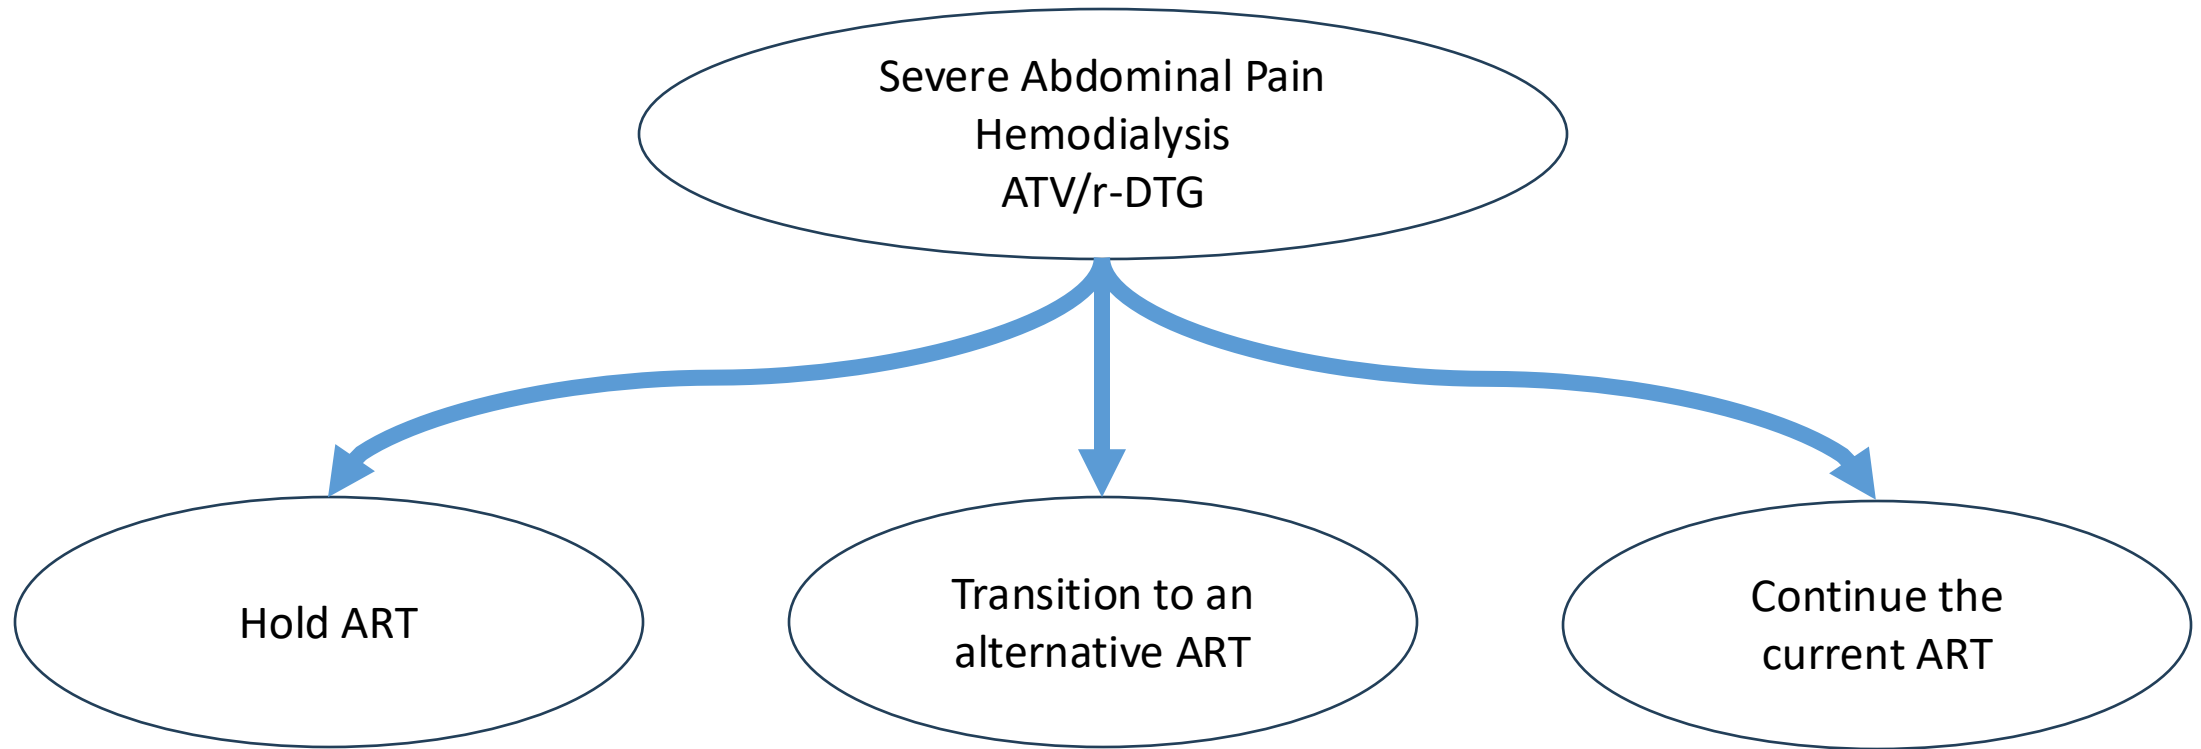 Severe Abdominal Pain
Hemodialysis
ATV/r-DTG
Hold ART
Transition to an
alternative ART
Continue the
current ART